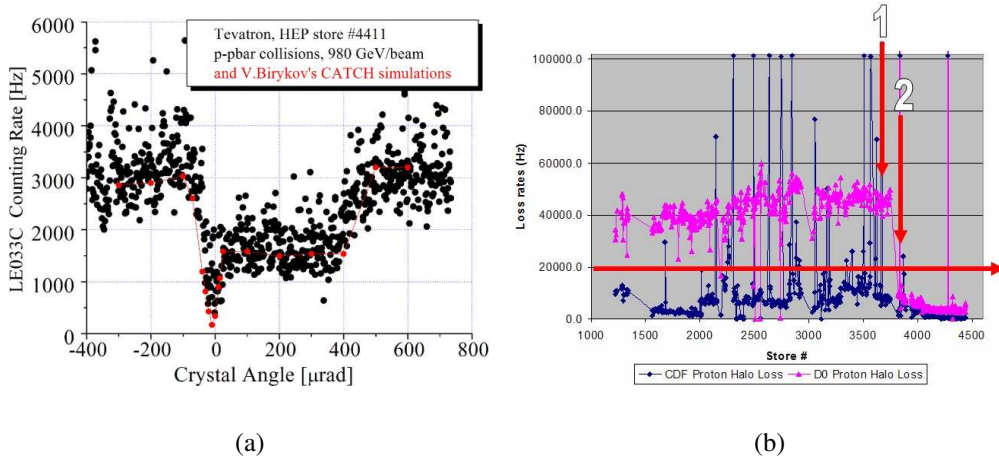 Tevatron, HEP store #4411
p-pbar collisions, 980 GeV/beam
and V.Birykov's CATCH simulations
LE033C Counting Rate [Hz]
6000
5000
4000
3000
2000
1000
0
-400 -200 0 200 400 600 800
Crystal Angle [μrad]
(a)
1
2
Loss rates (Hz)
100000.0
80000.0
60000.0
40000.0
20000.0
0.0
1000 1500 2000 2500 3000 3500 4000 4500
Store #
CDF Proton Halo Loss D0 Proton Halo Loss
(b)